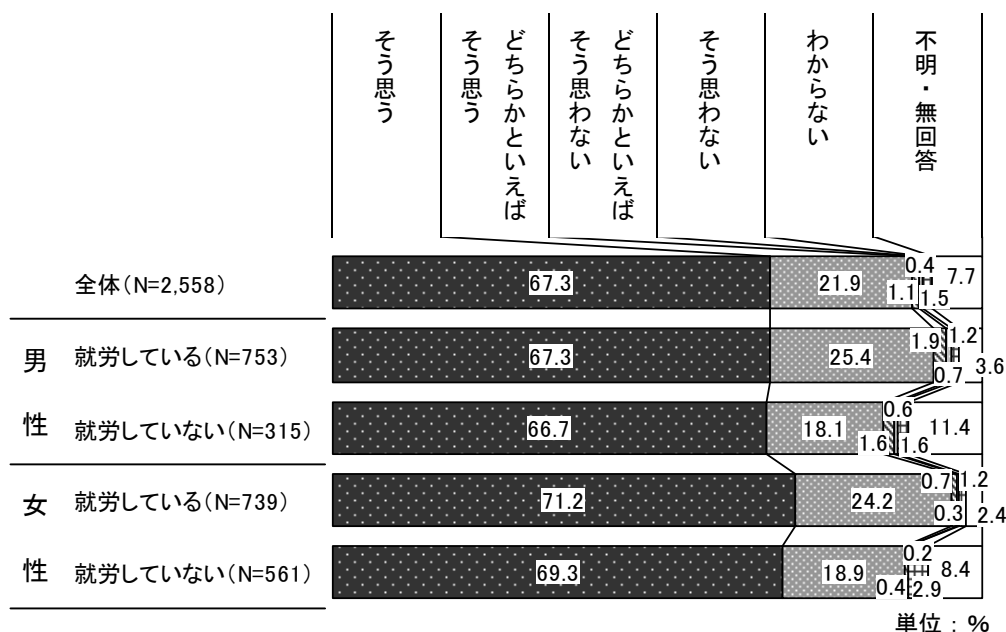 そう思う
どちらかといえば
そう思う
どちらかといえば
そう思わない
そう思わない
わからない
不明・無回答
全体(N=2,558)
67.3
21.9
1.1
0.4
1.5
7.7
男性
就労している(N=753)
67.3
25.4
1.9
0.7
1.2
3.6
就労していない(N=315)
66.7
18.1
1.6
0.6
1.6
11.4
女性
就労している(N=739)
71.2
24.2
0.7
0.3
1.2
2.4
就労していない(N=561)
69.3
18.9
0.4
0.2
2.9
8.4
単位:%